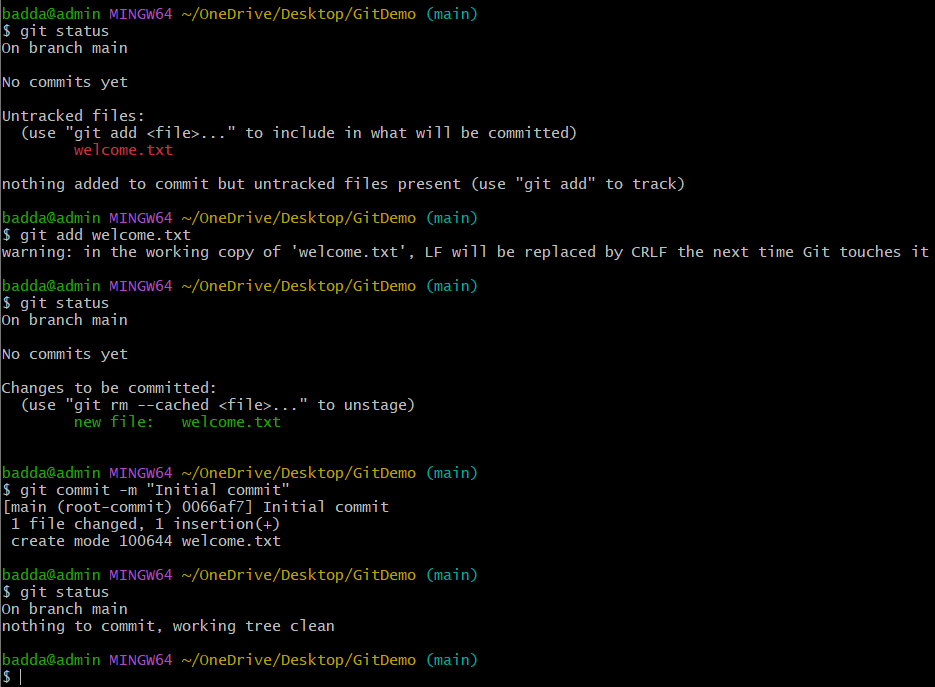 badda@admin MINGW64 ~/OneDrive/Desktop/GitDemo (main)
$ git status
On branch main

No commits yet

Untracked files:
  (use "git add <file>..." to include in what will be committed)
        welcome.txt

nothing added to commit but untracked files present (use "git add" to track)

badda@admin MINGW64 ~/OneDrive/Desktop/GitDemo (main)
$ git add welcome.txt
warning: in the working copy of 'welcome.txt', LF will be replaced by CRLF the next time Git touches it

badda@admin MINGW64 ~/OneDrive/Desktop/GitDemo (main)
$ git status
On branch main

No commits yet

Changes to be committed:
  (use "git rm --cached <file>..." to unstage)
        new file:   welcome.txt


badda@admin MINGW64 ~/OneDrive/Desktop/GitDemo (main)
$ git commit -m "Initial commit"
[main (root-commit) 0066af7] Initial commit
 1 file changed, 1 insertion(+)
 create mode 100644 welcome.txt

badda@admin MINGW64 ~/OneDrive/Desktop/GitDemo (main)
$ git status
On branch main
nothing to commit, working tree clean

badda@admin MINGW64 ~/OneDrive/Desktop/GitDemo (main)
$